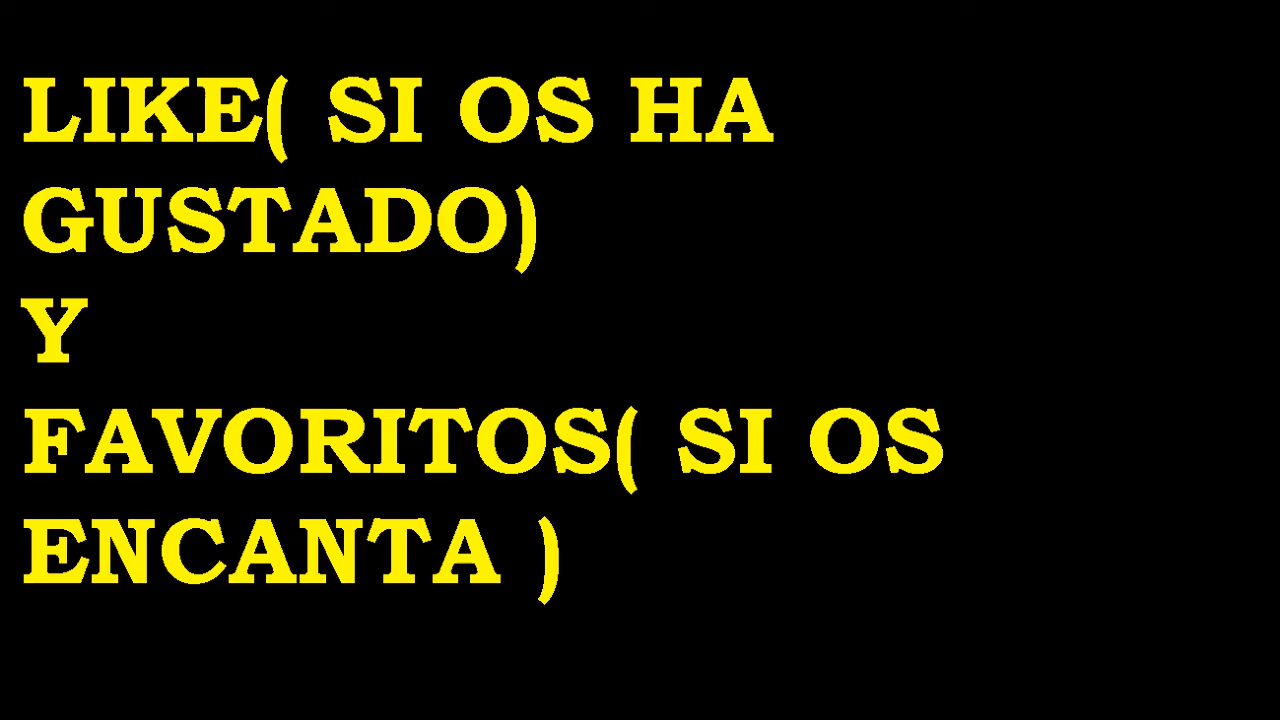 LIKE( SI OS HA
GUSTADO)
Y
FAVORITOS( SI OS
ENCANTA )